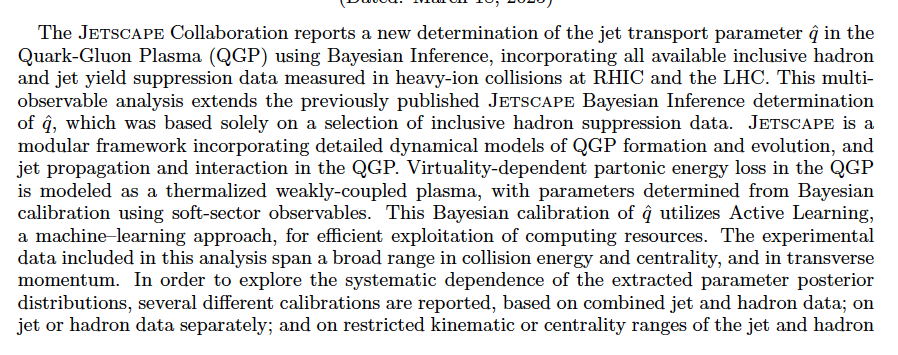 The JETSCAPE Collaboration reports a new determination of the jet transport parameter q̂ in the
Quark-Gluon Plasma (QGP) using Bayesian Inference, incorporating all available inclusive hadron
and jet yield suppression data measured in heavy-ion collisions at RHIC and the LHC. This multi-
observable analysis extends the previously published JETSCAPE Bayesian Inference determination
of q̂, which was based solely on a selection of inclusive hadron suppression data. JETSCAPE is a
modular framework incorporating detailed dynamical models of QGP formation and evolution, and
jet propagation and interaction in the QGP. Virtuality-dependent partonic energy loss in the QGP
is modeled as a thermalized weakly-coupled plasma, with parameters determined from Bayesian
calibration using soft-sector observables. This Bayesian calibration of q̂ utilizes Active Learning,
a machine–learning approach, for efficient exploitation of computing resources. The experimental
data included in this analysis span a broad range in collision energy and centrality, and in transverse
momentum. In order to explore the systematic dependence of the extracted parameter posterior
distributions, several different calibrations are reported, based on combined jet and hadron data; on
jet or hadron data separately; and on restricted kinematic or centrality ranges of the jet and hadron